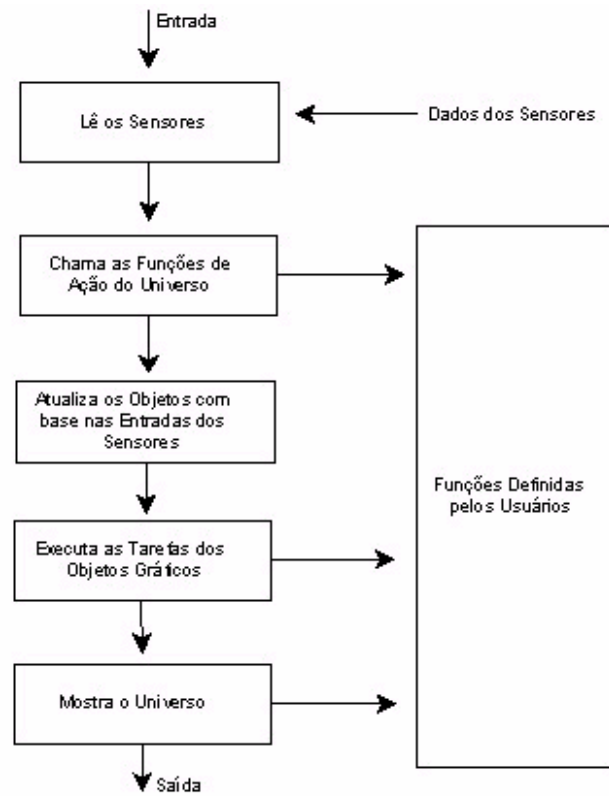 Entrada
Lê os Sensores
Dados dos Sensores
Chama as Funções de
Ação do Universo
Atualiza os Objetos com
base nas Entradas dos
Sensores
Funções Definidas
pelos Usuários
Executa as Tarefas dos
Objetos Gráficos
Mostra o Universo
Saída